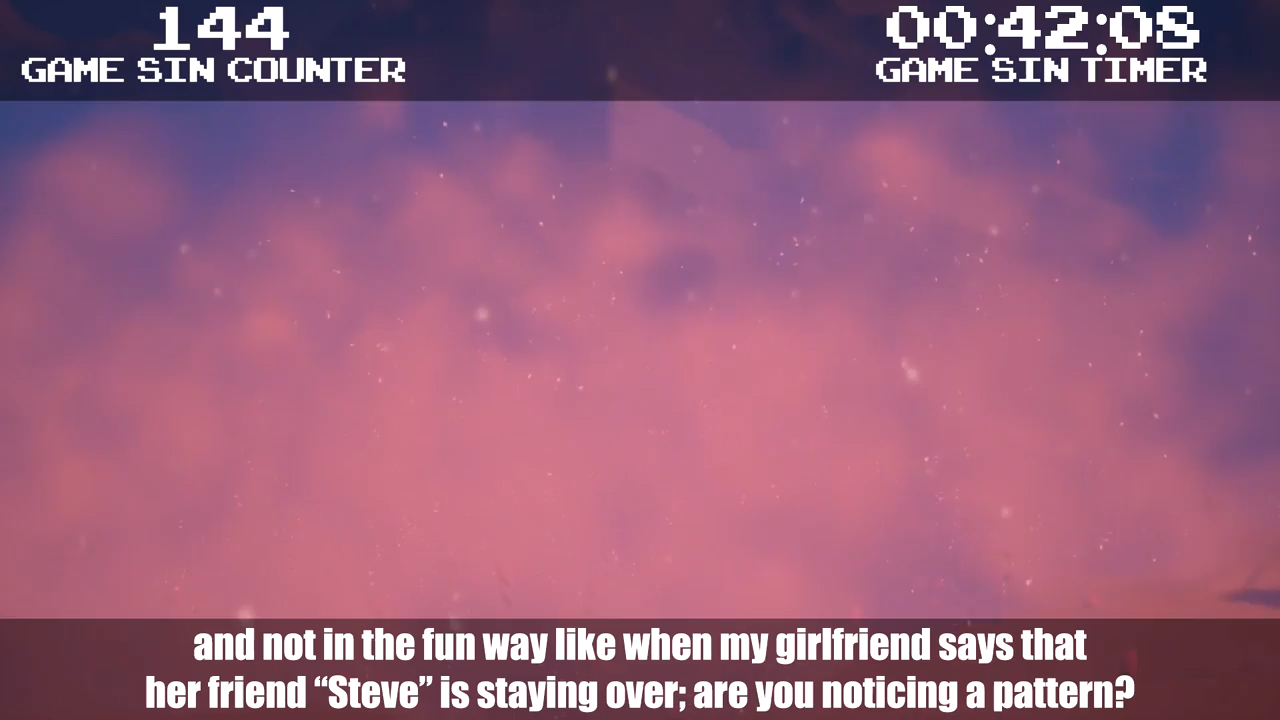 144
GAME SIN COUNTER
00:42:08
GAME SIN TIMER
and not in the fun way like when my girlfriend says that
her friend “Steve” is staying over; are you noticing a pattern?